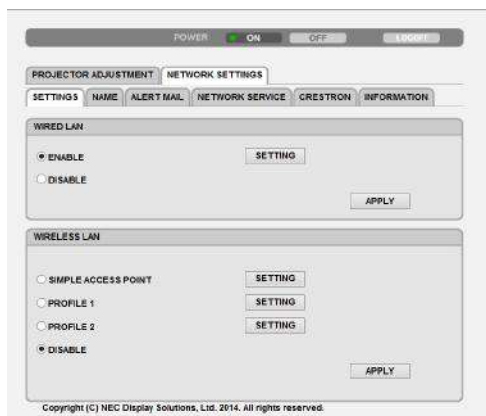 POWER ON OFF LOGOFF
PROJECTOR ADJUSTMENT NETWORK SETTINGS
SETTINGS NAME ALERT MAIL NETWORK SERVICE CRESTRON INFORMATION
WIRED LAN
ENABLE SETTING
DISABLE
APPLY
WIRELESS LAN
SIMPLE ACCESS POINT SETTING
PROFILE 1 SETTING
PROFILE 2 SETTING
DISABLE
APPLY
Copyright (C) NEC Display Solutions, Ltd. 2014. All rights reserved.